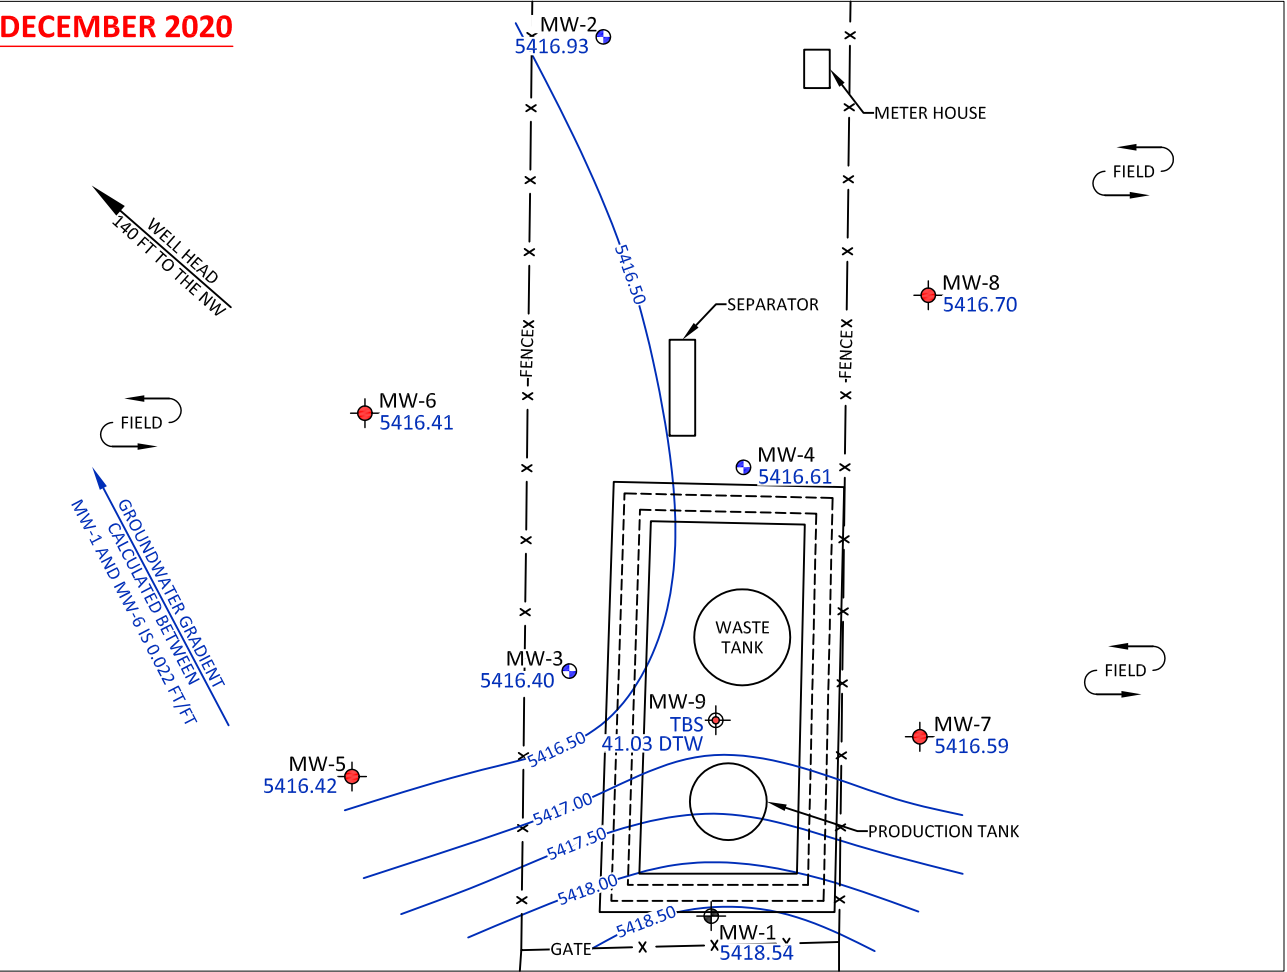 DECEMBER 2020
MW-2
5416.93
METER HOUSE
FIELD
WELL HEAD
140 FT TO THE NW
5416.50
MW-8
5416.70
SEPARATOR
FENCE
FENCE
MW-6
5416.41
FIELD
MW-4
5416.61
GROUNDWATER GRADIENT
CALCULATED BETWEEN
MW-1 AND MW-6 IS 0.022 FT/FT
WASTE
TANK
MW-3
5416.40
FIELD
MW-9
TBS
41.03 DTW
MW-7
5416.59
5416.50
MW-5
5416.42
5417.00
PRODUCTION TANK
5417.50
5418.00
5418.50
MW-1
5418.54
GATE